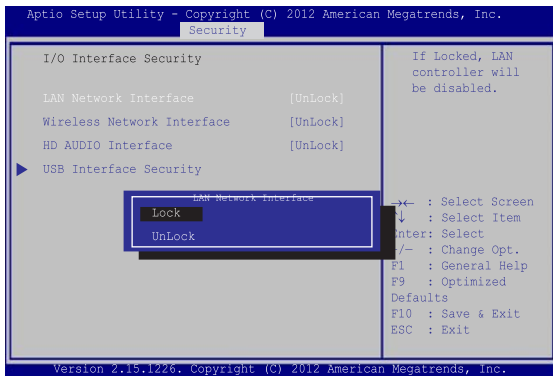 Aptio Setup Utility - Copyright (C) 2012 American Megatrends, Inc.
Security
I/O Interface Security
LAN Network Interface [UnLock]
Wireless Network Interface [UnLock]
HD AUDIO Interface [UnLock]
USB Interface Security
LAN Network Interface
Lock
UnLock
If Locked, LAN
controller will
be disabled.
→← : Select Screen
↑↓ : Select Item
Enter: Select
+/— : Change Opt.
F1 : General Help
F9 : Optimized
Defaults
F10 : Save & Exit
ESC : Exit
Version 2.15.1226. Copyright (C) 2012 American Megatrends, Inc.